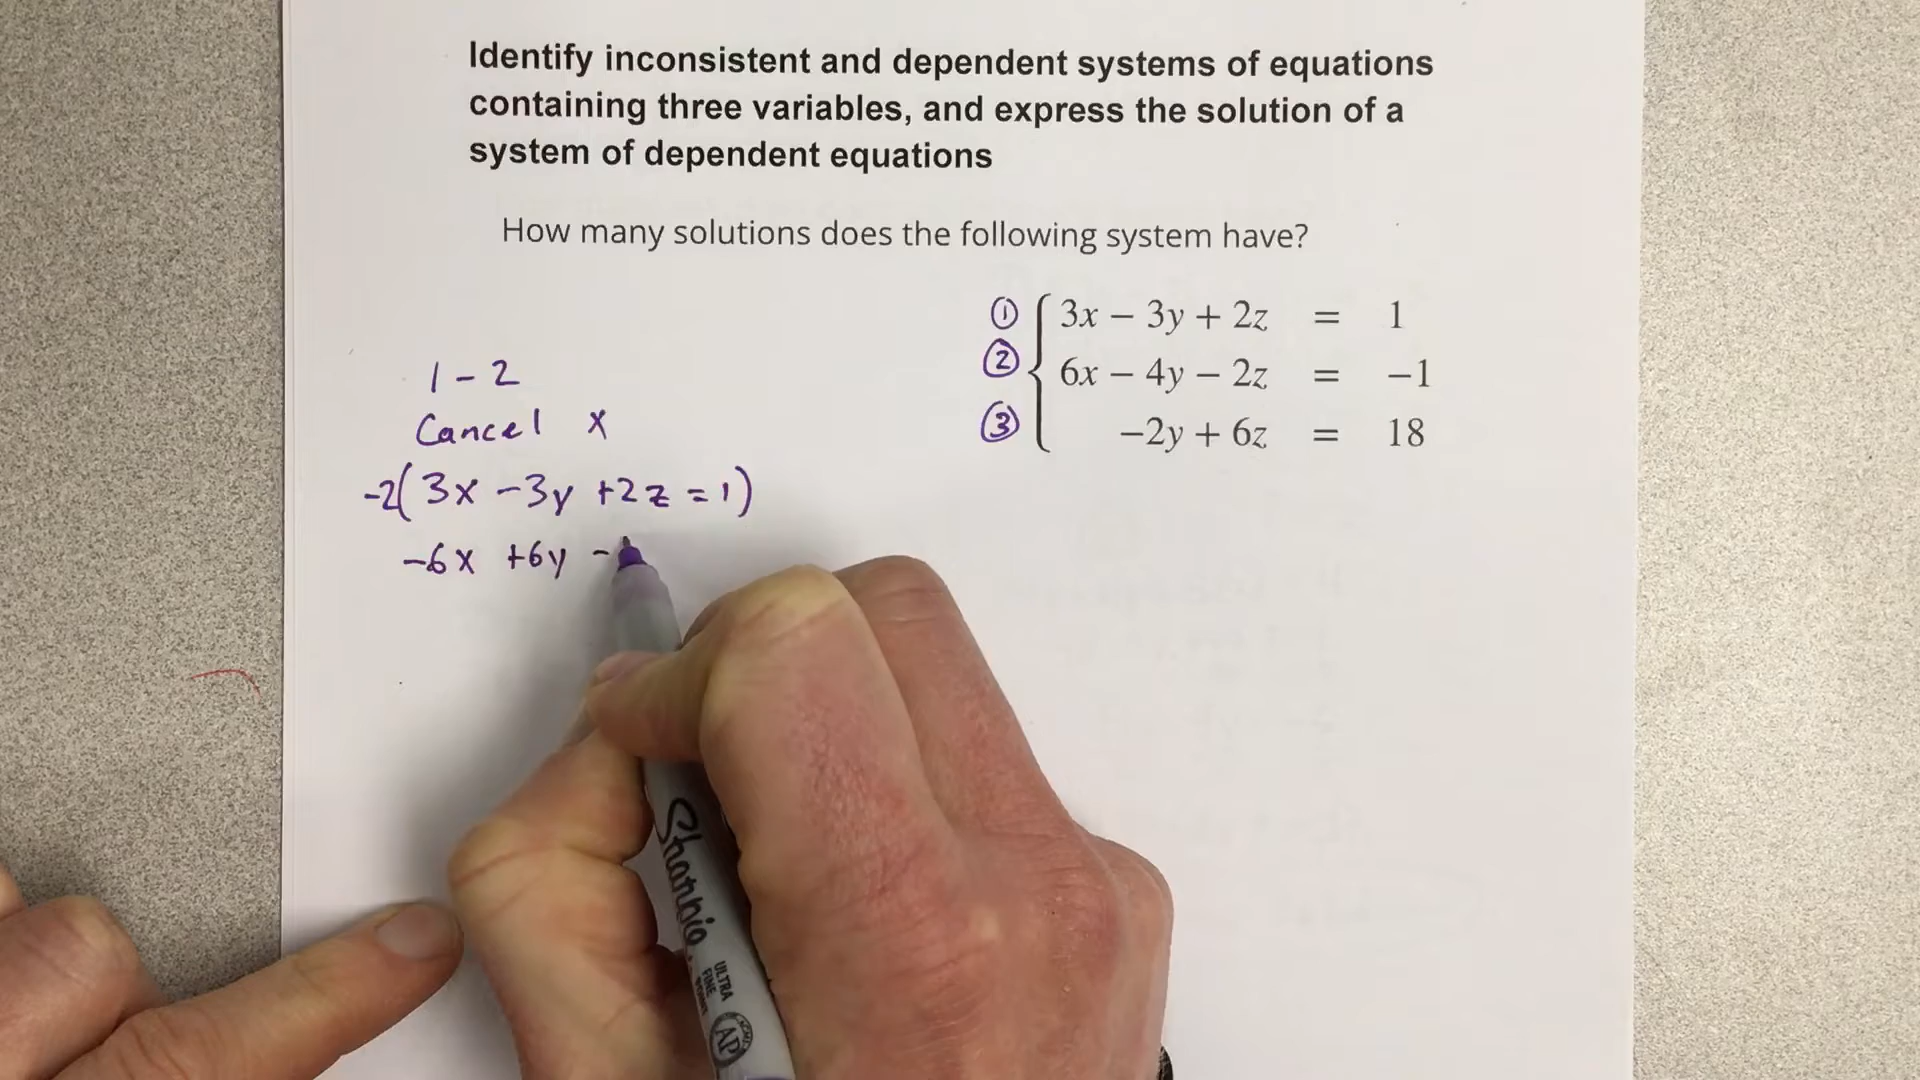 Identify inconsistent and dependent systems of equations
containing three variables, and express the solution of a
system of dependent equations
How many solutions does the following system have?
① 3x − 3y + 2z = 1
② 6x − 4y − 2z = −1
③ −2y + 6z = 18
1 - 2
Cancel x
-2(3x -3y +2z = 1)
-6x +6y -
Sharpie
ULTRA
FINE
POINT
AP